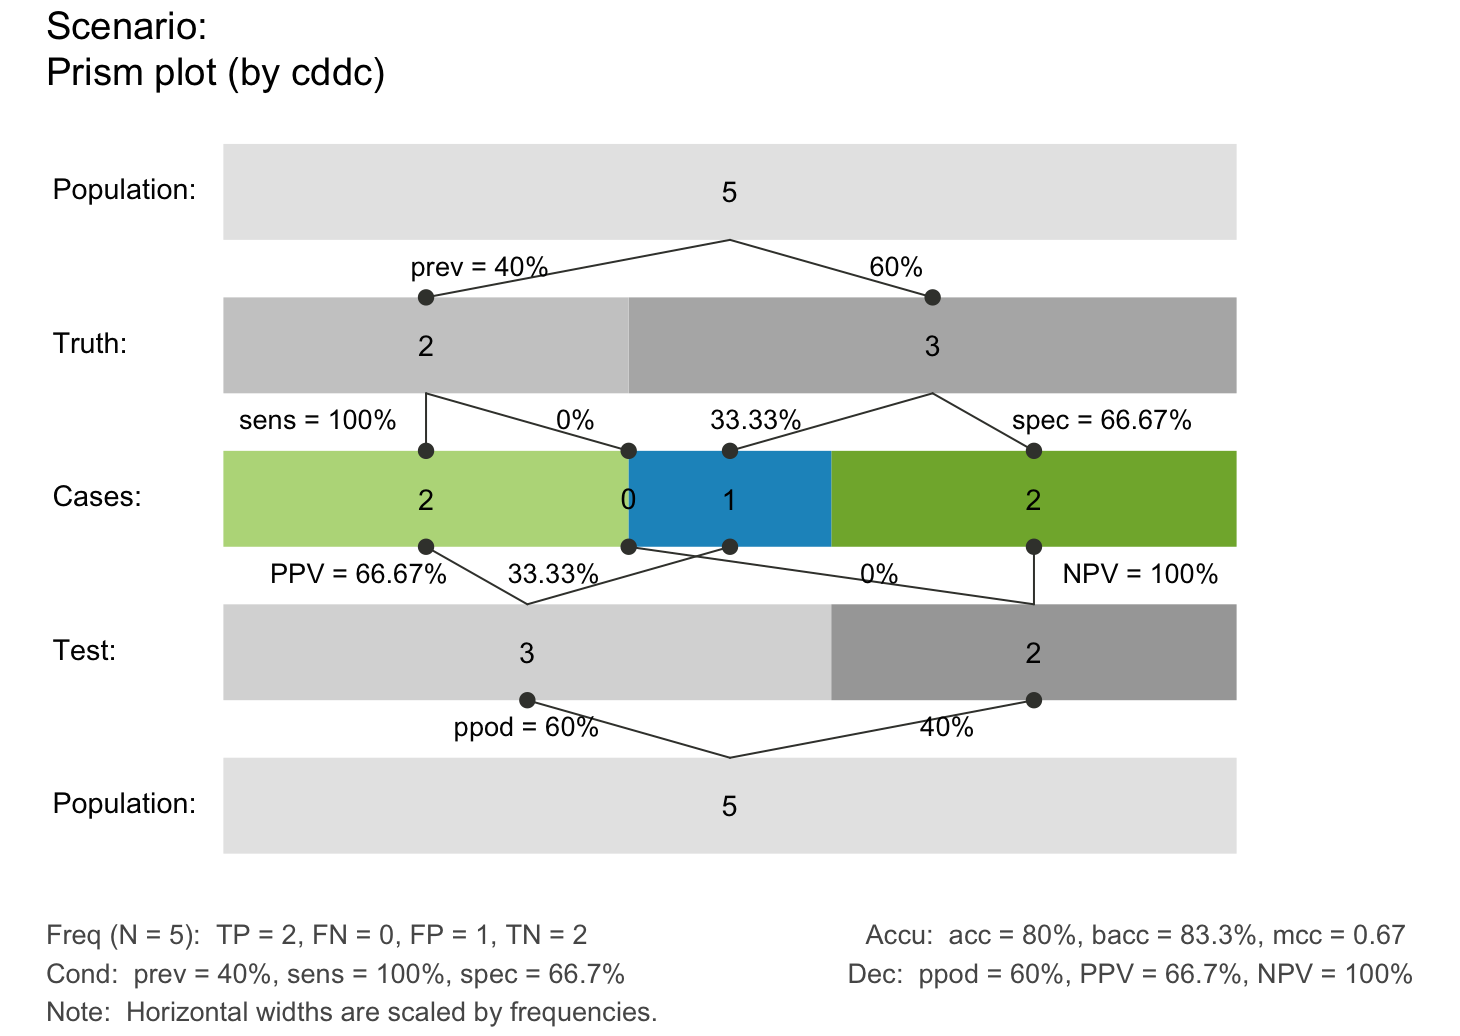 Scenario:
Prism plot (by cddc)
Population:
5
prev = 40%
60%
Truth:
2
3
sens = 100%
0%
33.33%
spec = 66.67%
Cases:
2
0
1
2
PPV = 66.67%
33.33%
0%
NPV = 100%
Test:
3
2
ppod = 60%
40%
Population:
5
Freq (N = 5):  TP = 2, FN = 0, FP = 1, TN = 2
Accu:  acc = 80%, bacc = 83.3%, mcc = 0.67
Cond:  prev = 40%, sens = 100%, spec = 66.7%
Dec:  ppod = 60%, PPV = 66.7%, NPV = 100%
Note:  Horizontal widths are scaled by frequencies.